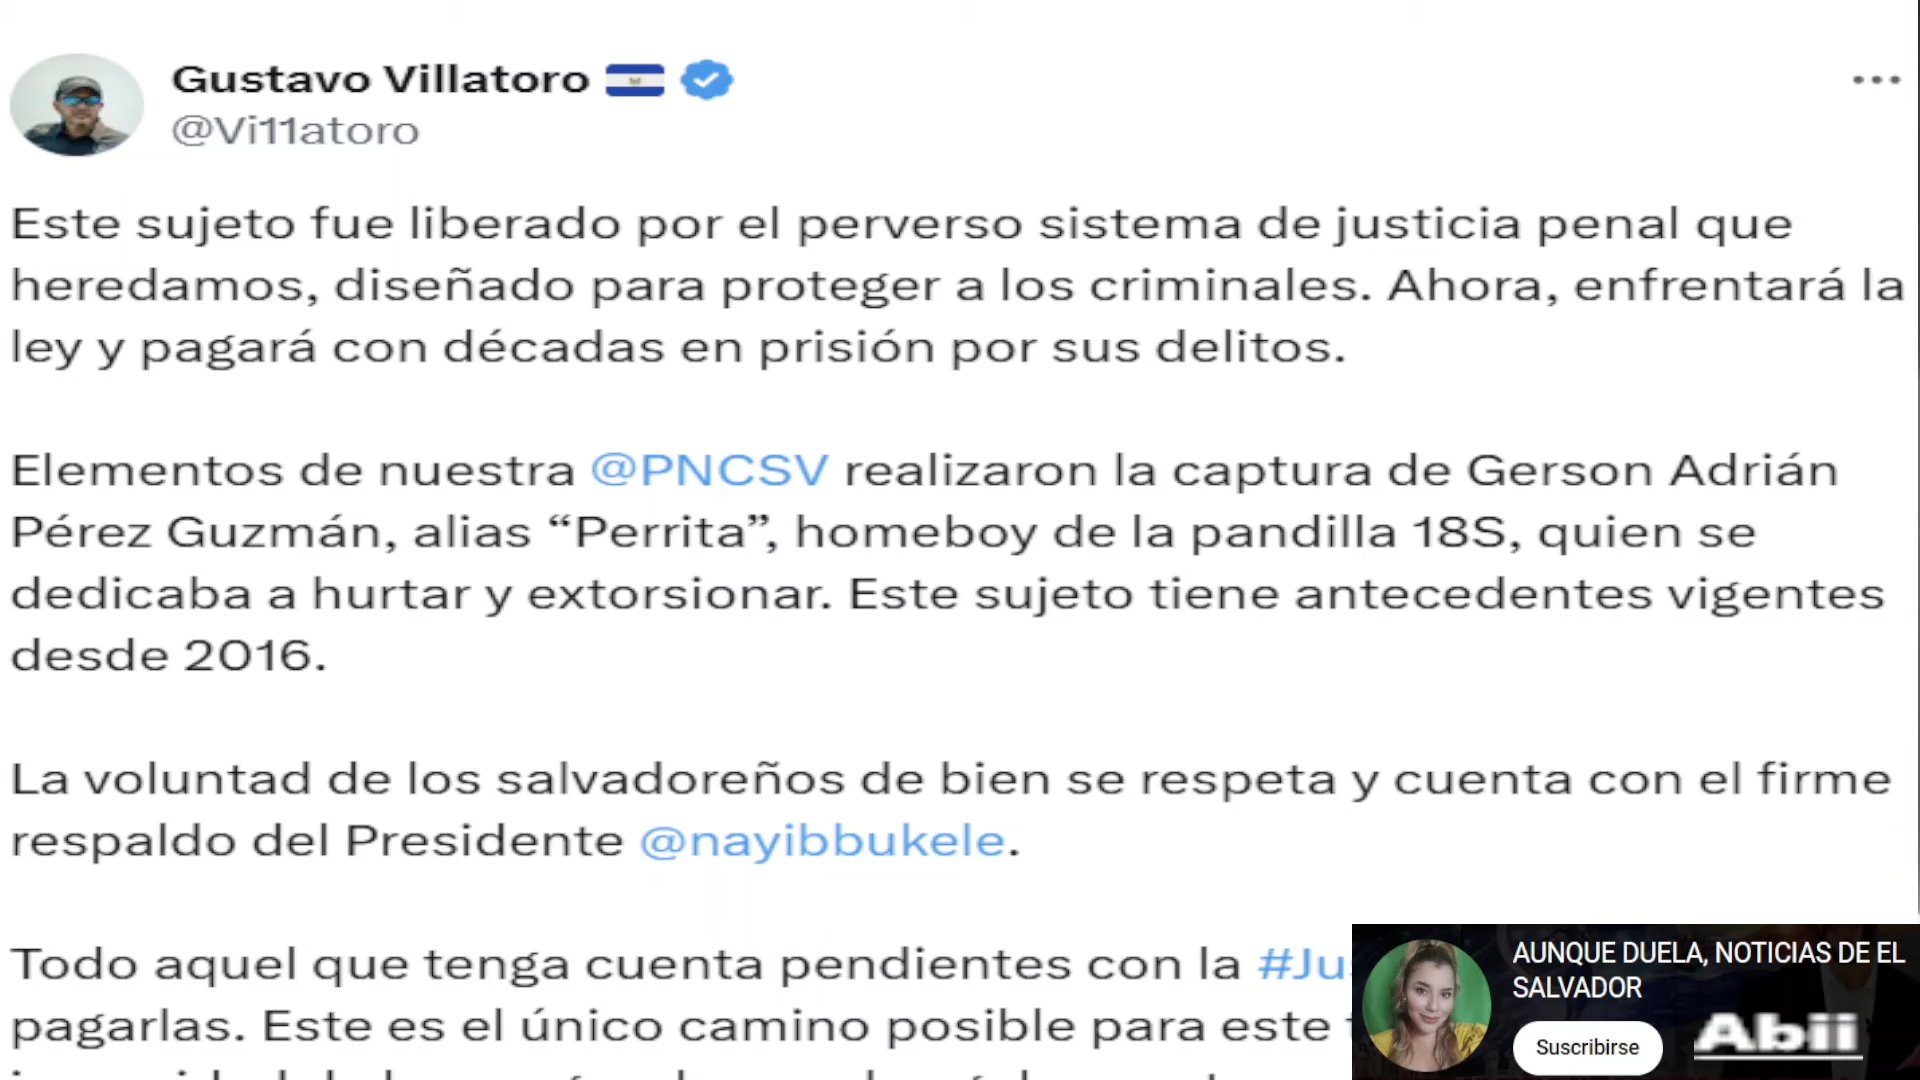 Gustavo Villatoro
@Vi11atoro
Este sujeto fue liberado por el perverso sistema de justicia penal que
heredamos, diseñado para proteger a los criminales. Ahora, enfrentará la
ley y pagará con décadas en prisión por sus delitos.
Elementos de nuestra @PNCSV realizaron la captura de Gerson Adrián
Pérez Guzmán, alias “Perrita”, homeboy de la pandilla 18S, quien se
dedicaba a hurtar y extorsionar. Este sujeto tiene antecedentes vigentes
desde 2016.
La voluntad de los salvadoreños de bien se respeta y cuenta con el firme
respaldo del Presidente @nayibbukele.
Todo aquel que tenga cuenta pendientes con la
pagarlas. Este es el único camino posible para este
AUNQUE DUELA, NOTICIAS DE EL
SALVADOR
Suscribirse
Abii